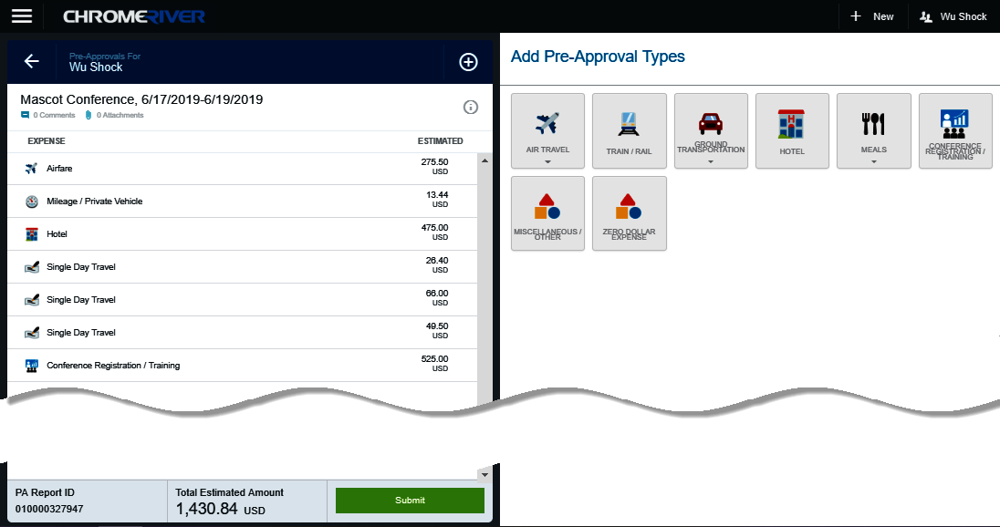 CHROMERIVER
New
Wu Shock
Pre-Approvals For
Wu Shock
Mascot Conference, 6/17/2019-6/19/2019
0 Comments 0 Attachments
EXPENSE ESTIMATED
Airfare 275.50
USD
Mileage / Private Vehicle 13.44
USD
Hotel 475.00
USD
Single Day Travel 26.40
USD
Single Day Travel 66.00
USD
Single Day Travel 49.50
USD
Conference Registration / Training 525.00
USD
PA Report ID
010000327947
Total Estimated Amount
1,430.84 USD
Submit
Add Pre-Approval Types
AIR TRAVEL
TRAIN / RAIL
GROUND
TRANSPORTATION
HOTEL
MEALS
CONFERENCE
REGISTRATION /
TRAINING
MISCELLANEOUS /
OTHER
ZERO DOLLAR
EXPENSE